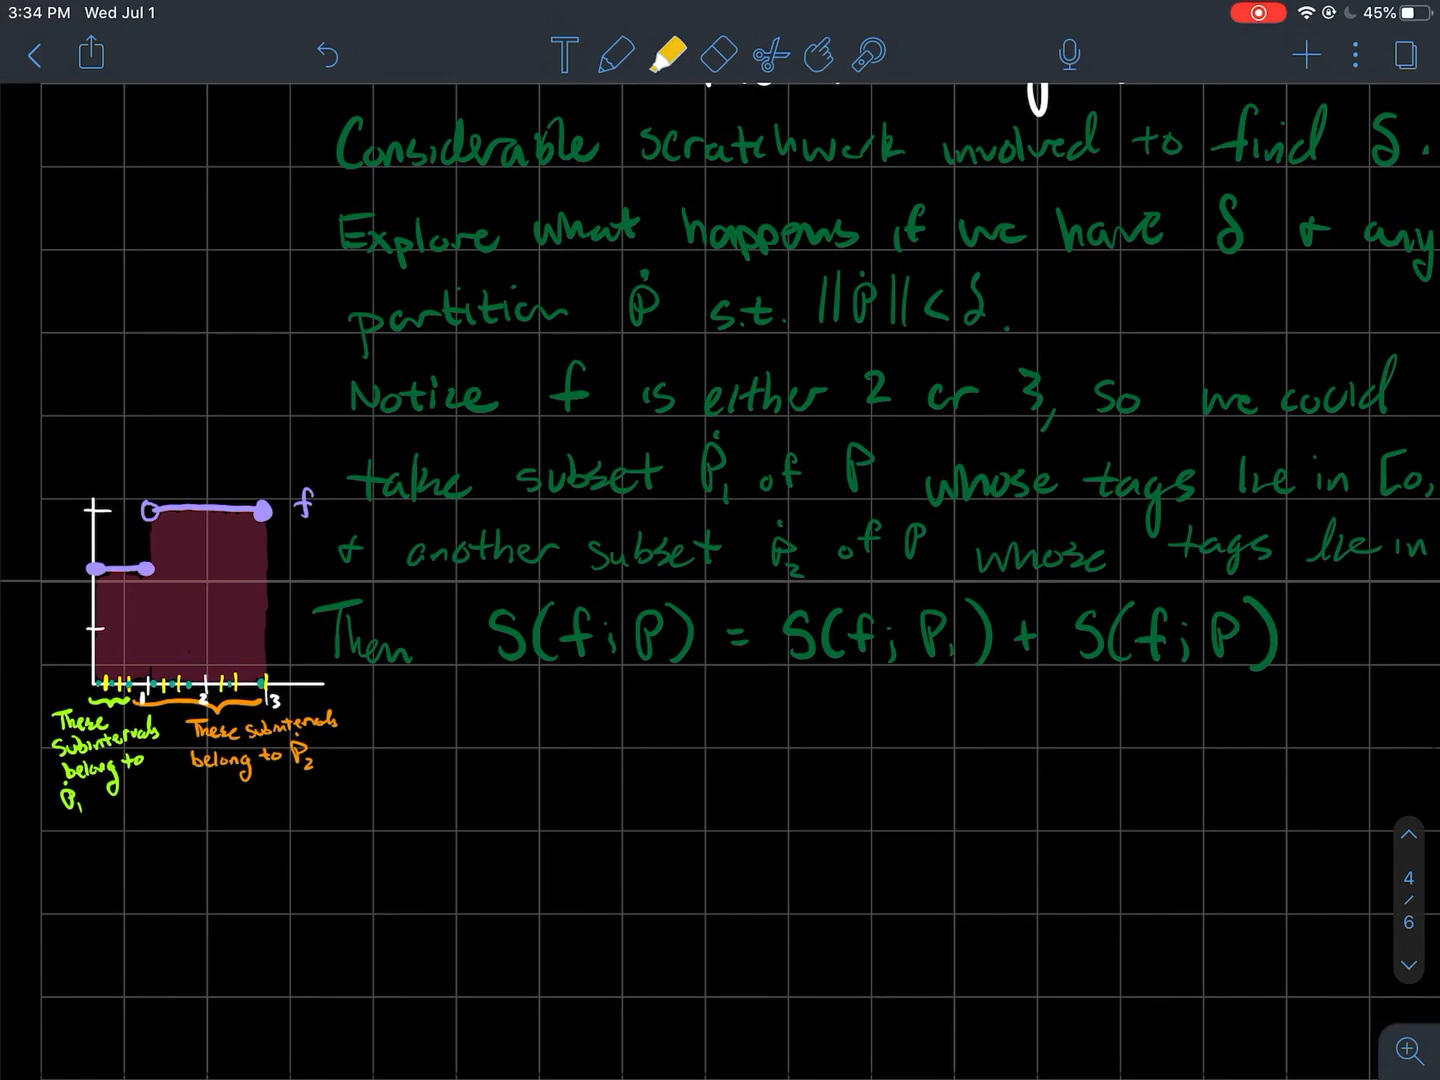 3:34 PM Wed Jul 1
45%
T
Considerable scratchwork involved to find δ.
Explore what happens if we have δ + any
partition Ṗ s.t. ||Ṗ|| < δ.
Notice f is either 2 or 3, so we could
take subset Ṗ₁ of P whose tags lie in [0,
+ another subset Ṗ₂ of P whose tags lie in
Then S(f; P) = S(f; P₁) + S(f; P)
f
1 2 3
These subintervals belong to Ṗ₁
These subintervals belong to Ṗ₂
4
/
6